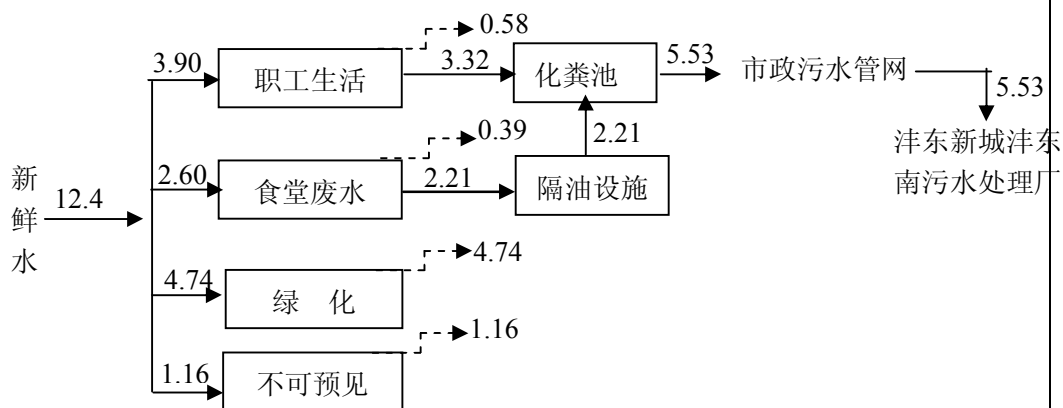 0.58
3.90
职工生活
3.32
化粪池
5.53
市政污水管网
5.53
沣东新城沣东
南污水处理厂
0.39
2.21
2.60
食堂废水
2.21
隔油设施
新
鲜
水
12.4
4.74
4.74
绿 化
1.16
1.16
不可预见